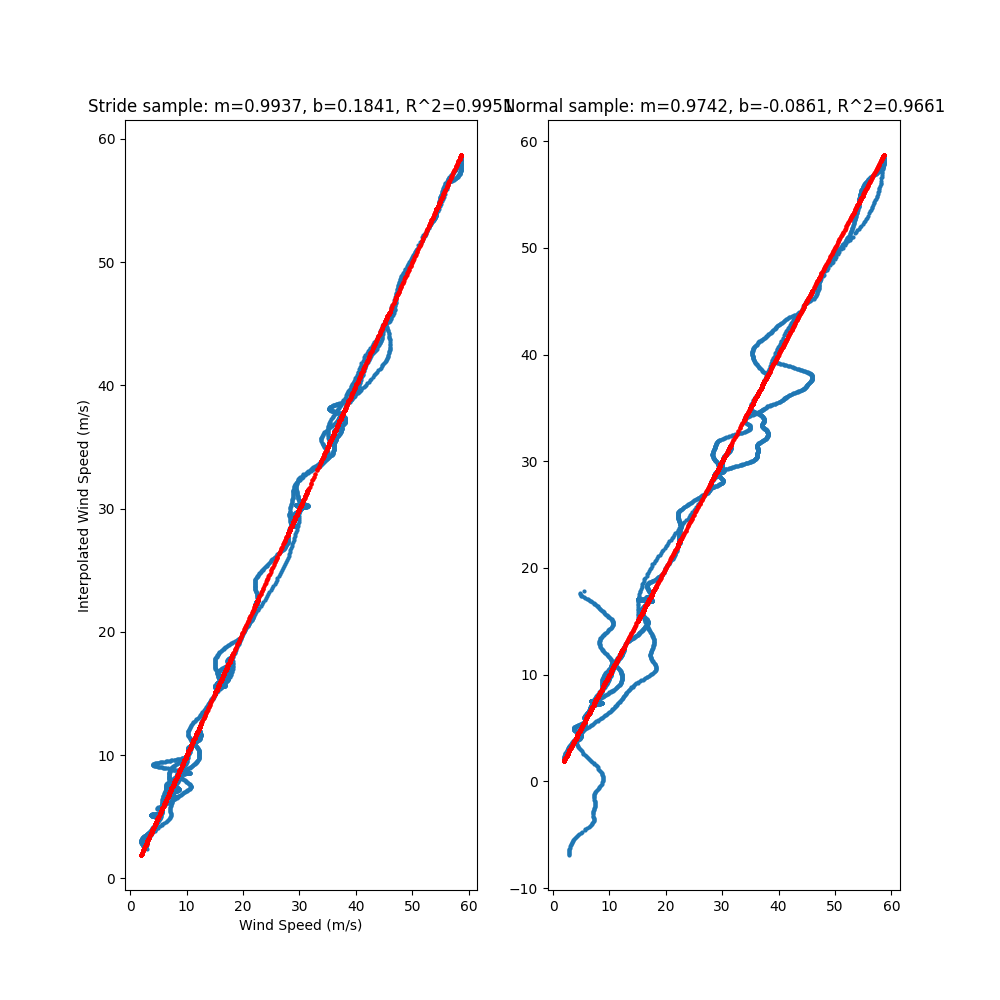 Stride sample: m=0.9937, b=0.1841, R^2=0.9951
Normal sample: m=0.9742, b=-0.0861, R^2=0.9661
60
50
40
30
20
10
0
Interpolated Wind Speed (m/s)
0 10 20 30 40 50 60
Wind Speed (m/s)
60
50
40
30
20
10
0
−10
0 10 20 30 40 50 60